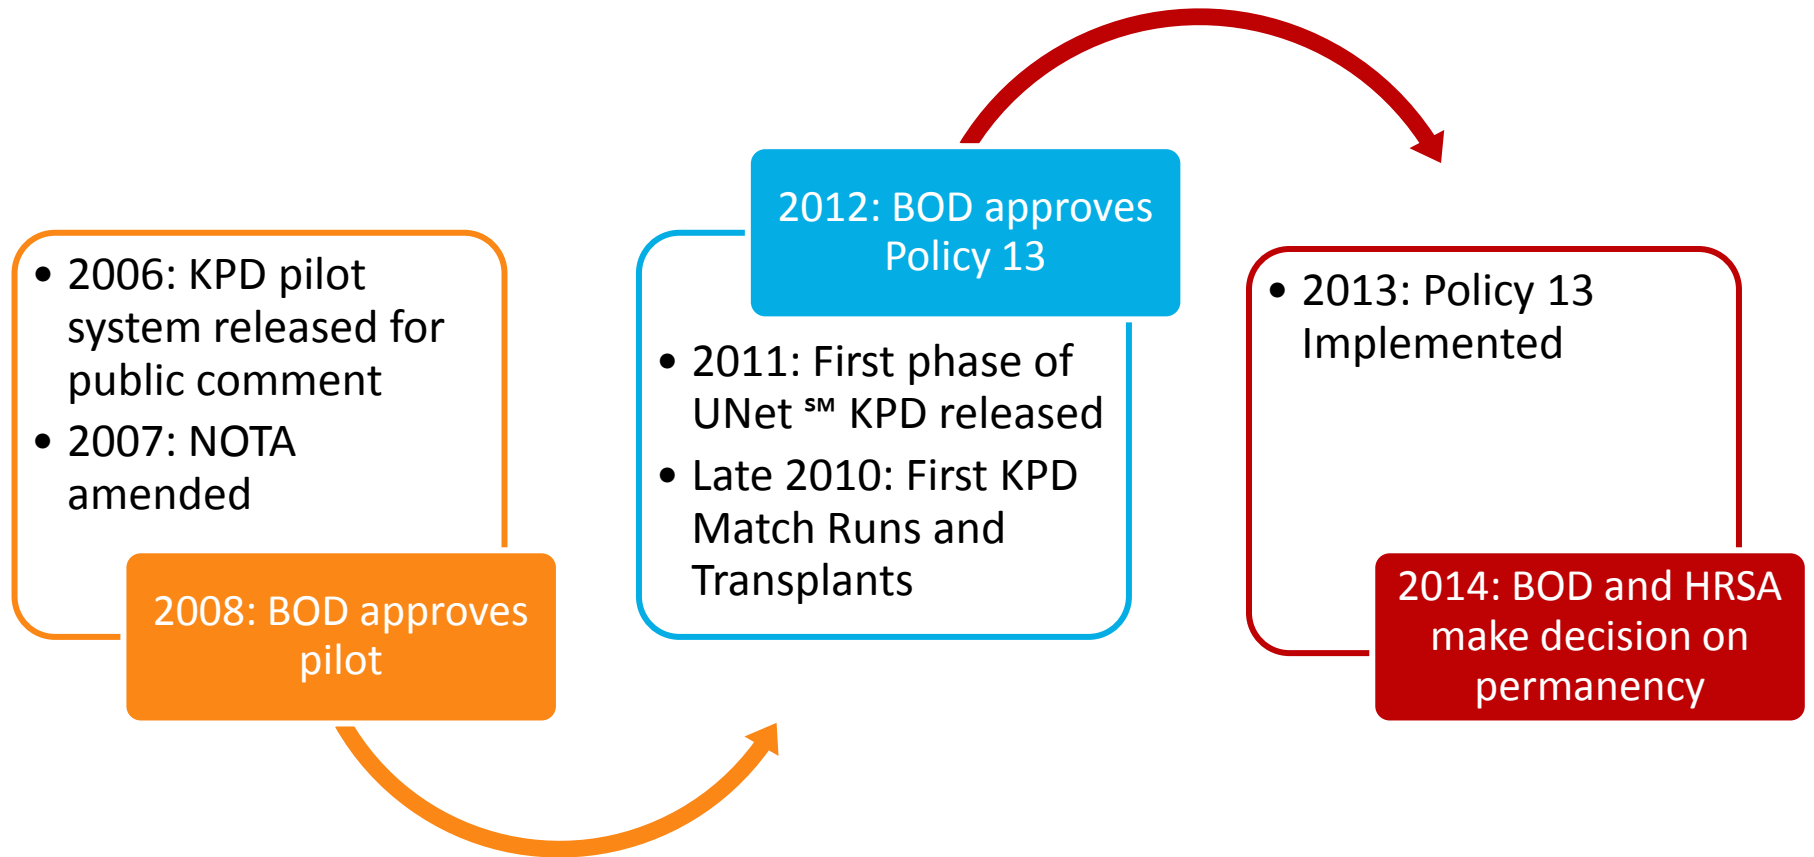 • 2006: KPD pilot
system released for
public comment
• 2007: NOTA
amended
2008: BOD approves
pilot
2012: BOD approves
Policy 13
• 2011: First phase of
UNet ℠ KPD released
• Late 2010: First KPD
Match Runs and
Transplants
• 2013: Policy 13
Implemented
2014: BOD and HRSA
make decision on
permanency